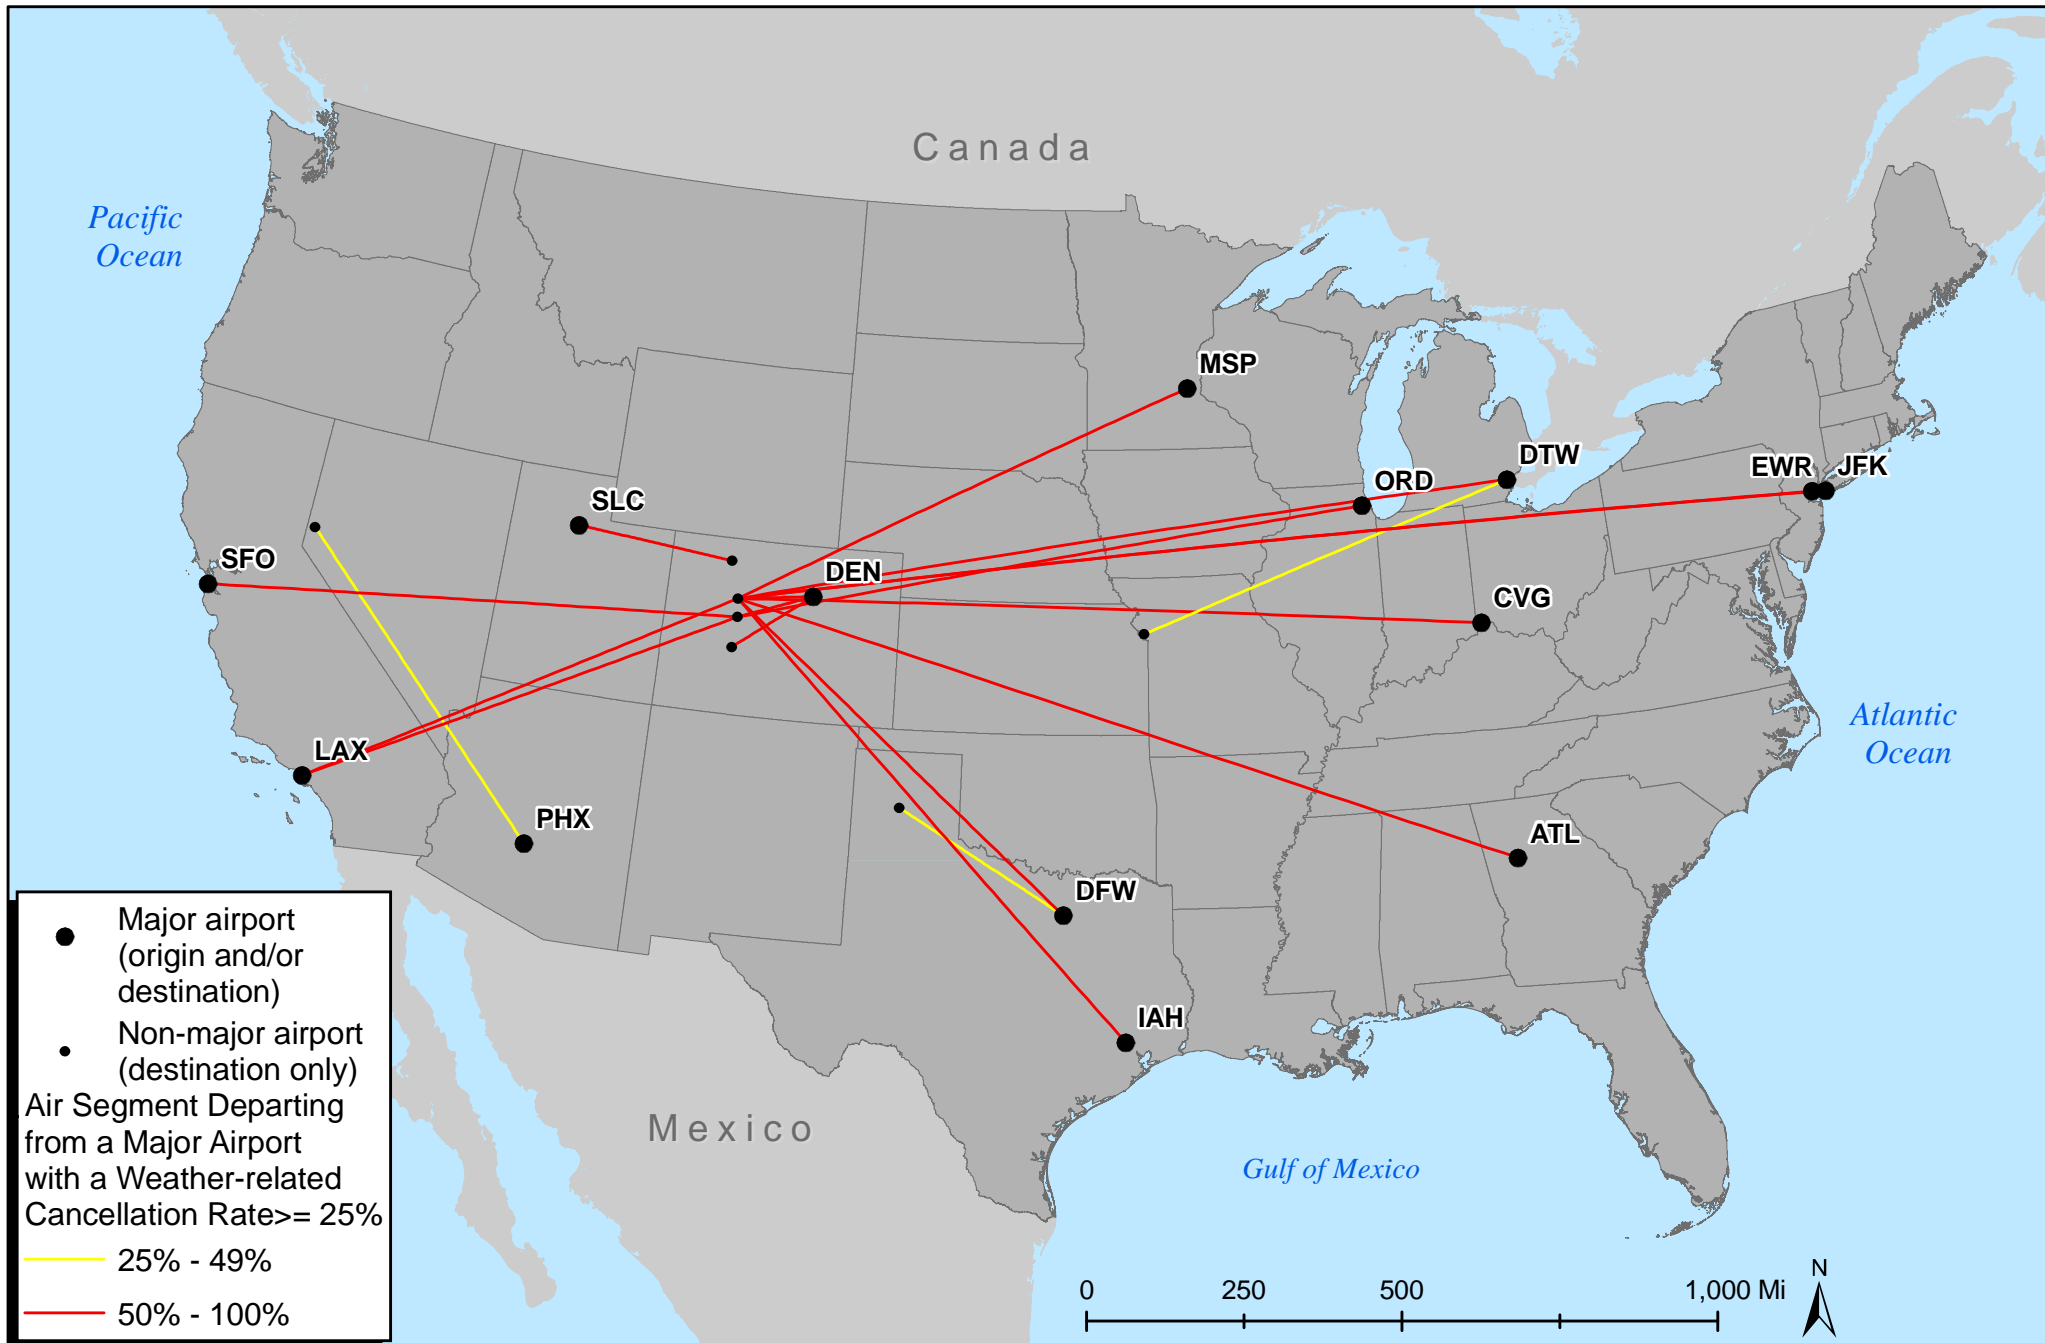 Canada
Pacific
Ocean
MSP
DTW
EWR JFK
ORD
SLC
SFO
DEN
CVG
Atlantic
Ocean
LAX
PHX
ATL
DFW
IAH
Mexico
Gulf of Mexico
Major airport
(origin and/or
destination)
Non-major airport
(destination only)
Air Segment Departing
from a Major Airport
with a Weather-related
Cancellation Rate>= 25%
25% - 49%
50% - 100%
0 250 500 1,000 Mi
N